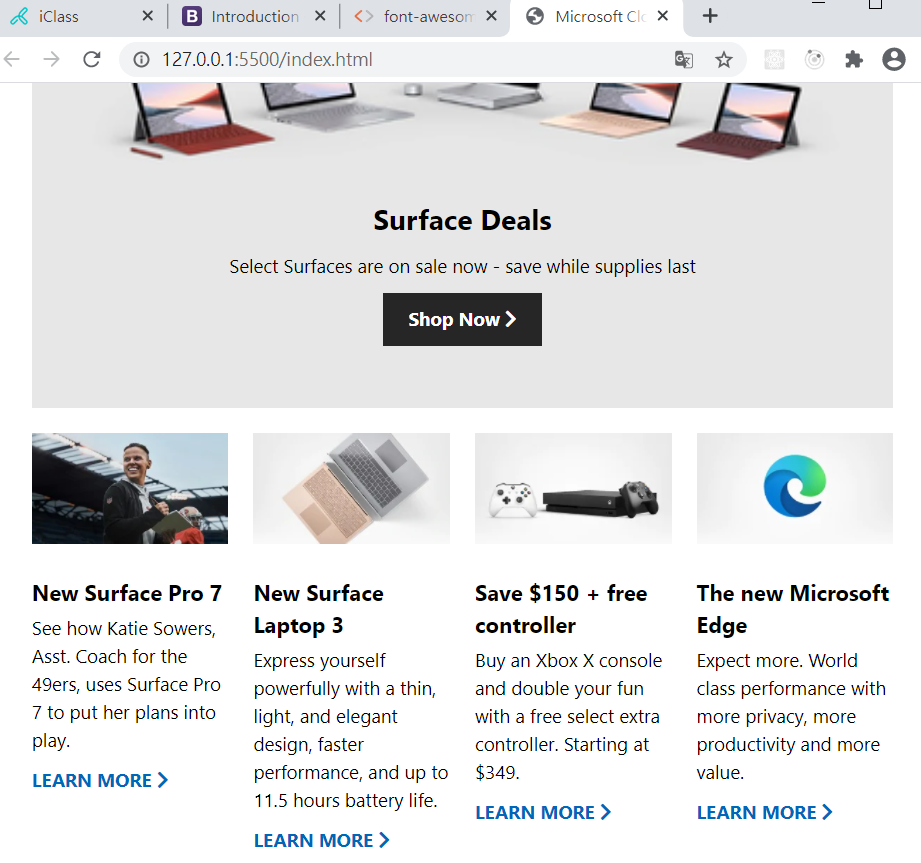 iClass
Introduction
font-awesom
Microsoft Clo
127.0.0.1:5500/index.html
Surface Deals
Select Surfaces are on sale now - save while supplies last
Shop Now
New Surface Pro 7
See how Katie Sowers,
Asst. Coach for the
49ers, uses Surface Pro
7 to put her plans into
play.
LEARN MORE
New Surface
Laptop 3
Express yourself
powerfully with a thin,
light, and elegant
design, faster
performance, and up to
11.5 hours battery life.
LEARN MORE
Save $150 + free
controller
Buy an Xbox X console
and double your fun
with a free select extra
controller. Starting at
$349.
LEARN MORE
The new Microsoft
Edge
Expect more. World
class performance with
more privacy, more
productivity and more
value.
LEARN MORE